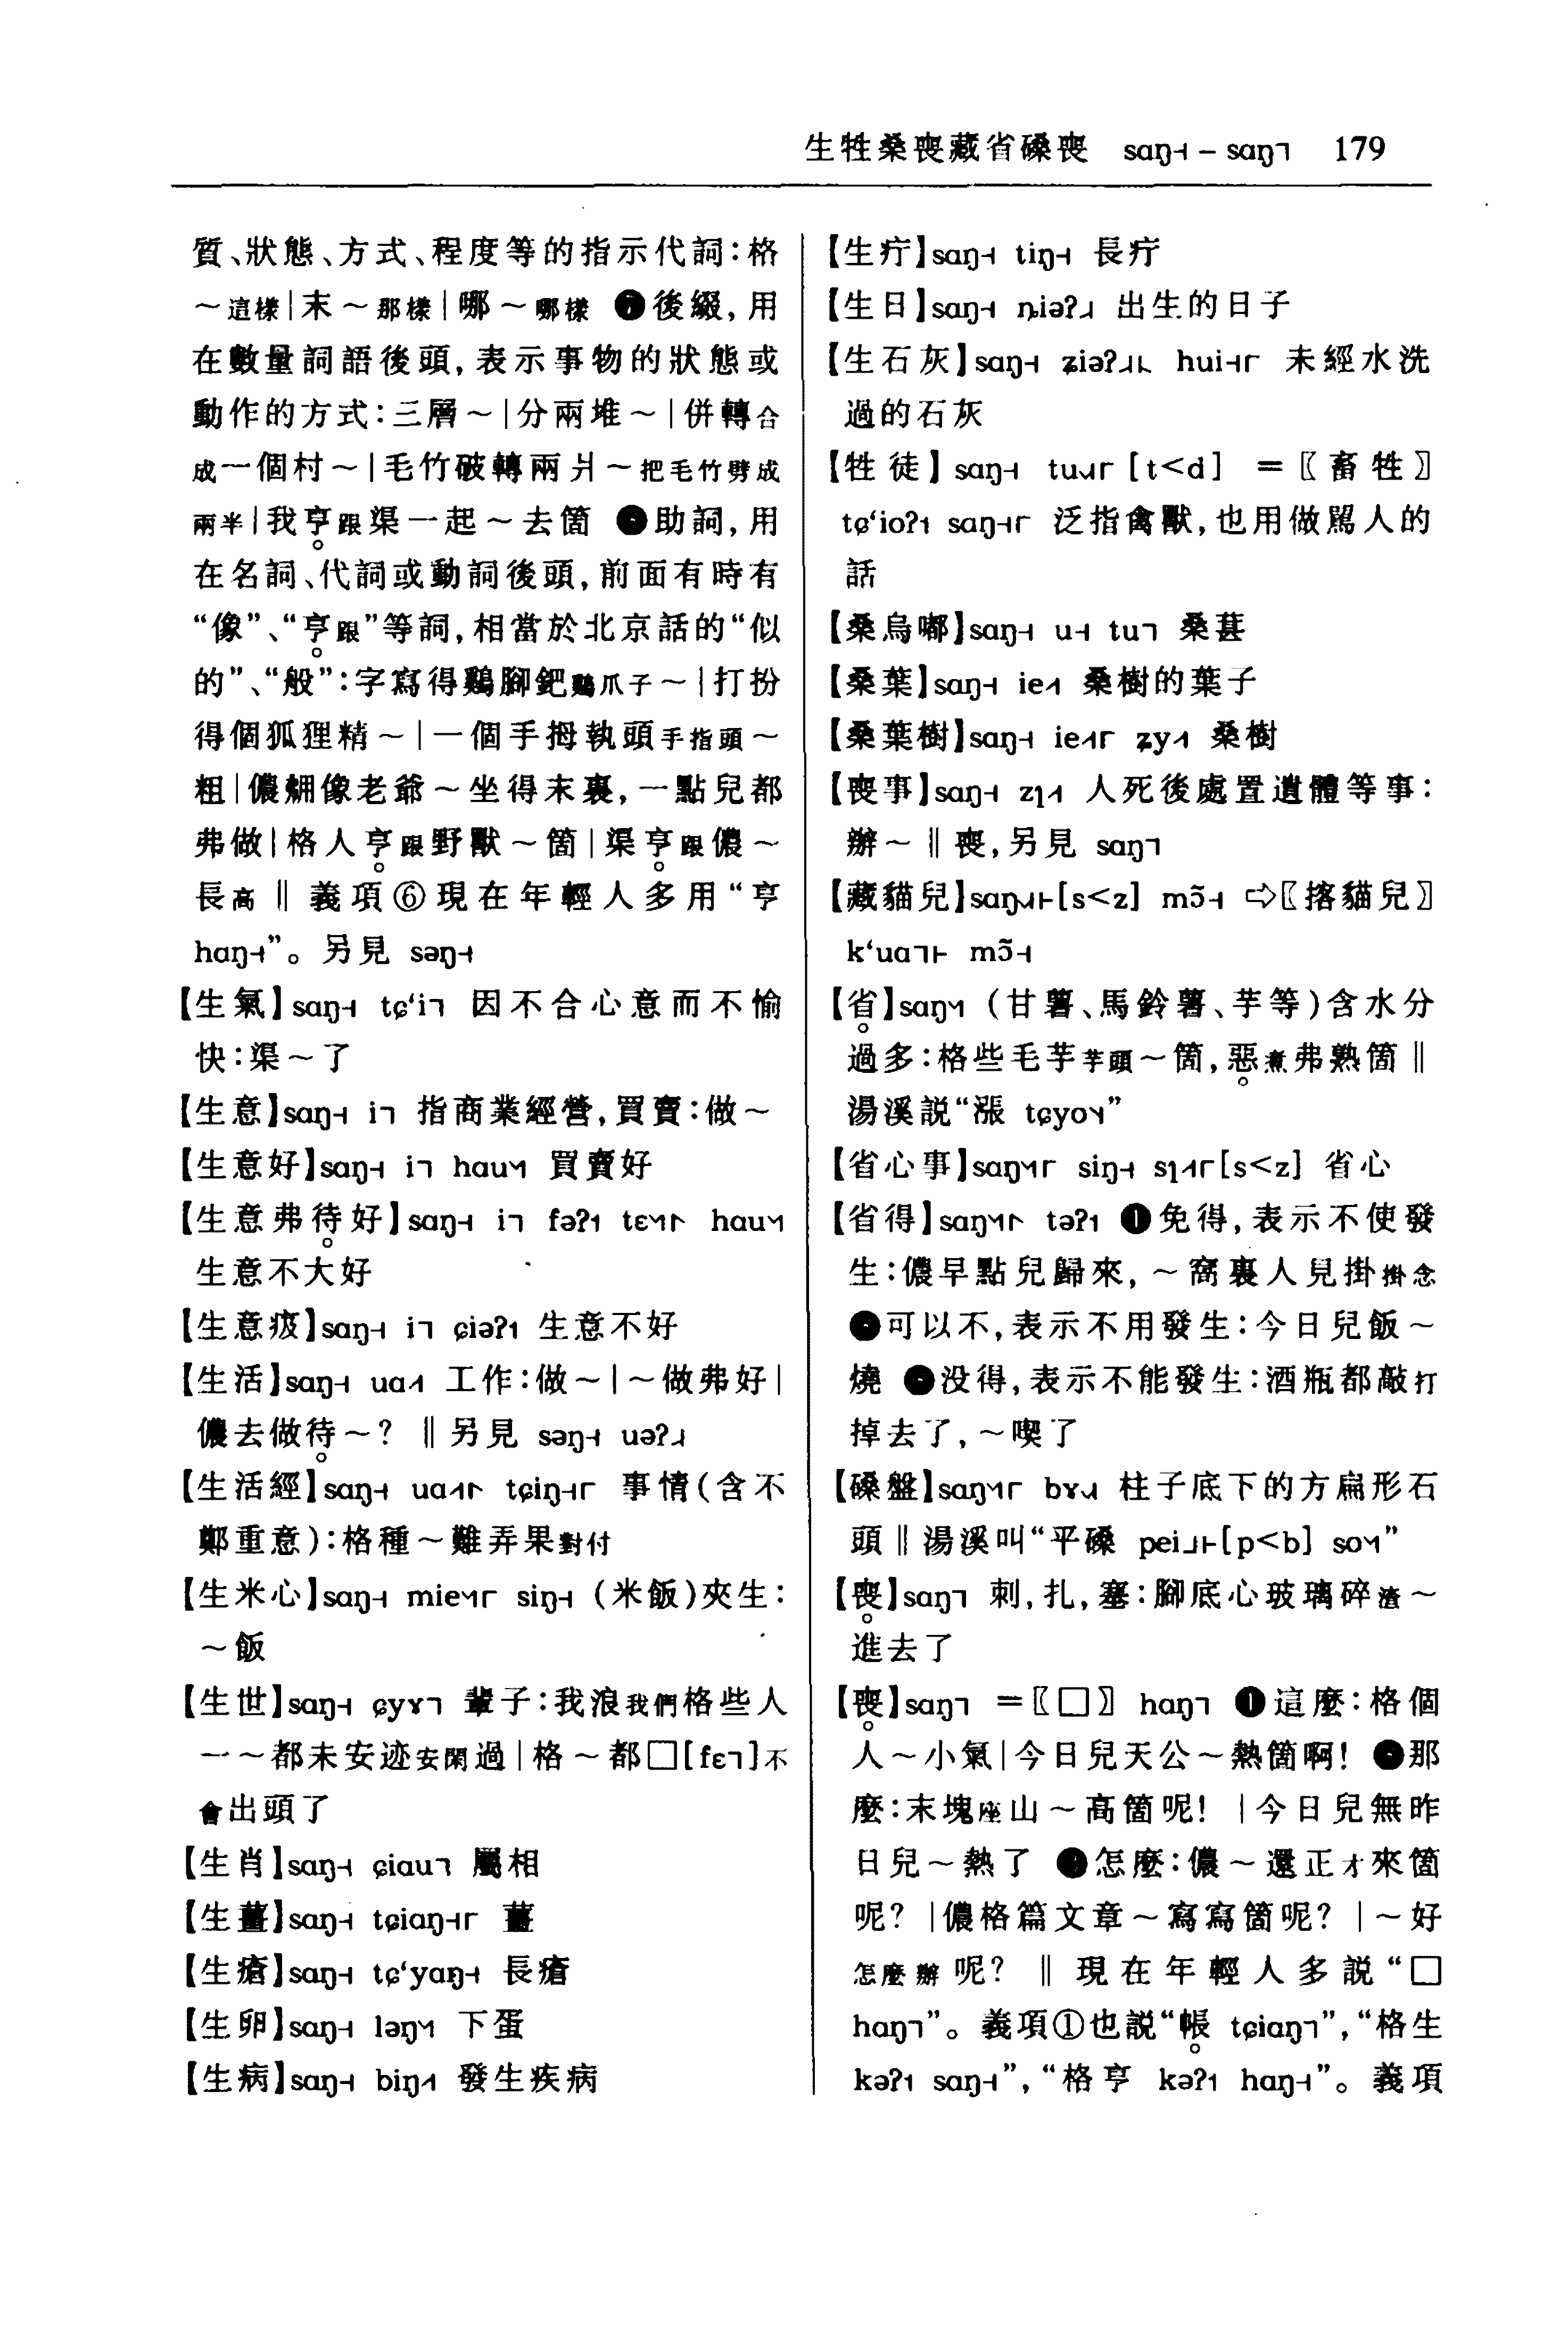 生牲桑喪藏省磉喪 saŋ˧˦ – saŋ˥˥ 179
質、狀態、方式、程度等的指示代詞：格
～這樣|末～那樣|哪～哪樣 ❼後綴，用
在數量詞語後頭，表示事物的狀態或
動作的方式：三層～|分兩堆～|併轉合
成一個村～|毛竹破轉兩爿～把毛竹劈成
兩半|我亨跟渠一起～去箇 ❽助詞，用
在名詞、代詞或動詞後頭，前面有時有
“像”、“亨跟”等詞，相當於北京話的“似
的”、“般”：字寫得鷄腳鈀鷄爪子～|打扮
得個狐狸精～|一個手拇執頭手指頭～
粗|儂像老爺～坐得末裏，一點兒都
弗做|格人亨跟野獸～箇|渠亨跟儂～
長高‖義項⑥現在年輕人多用“亨
haŋ”。另見 səŋ
【生氣】saŋ tɕ‘i 因不合心意而不愉
快：渠～了
【生意】saŋ i 指商業經營，買賣：做～
【生意好】saŋ i hau 買賣好
【生意弗待好】saŋ i fəʔ tɛ hau
生意不大好
【生意疲】saŋ i ɕiəʔ 生意不好
【生活】saŋ ua 工作：做～|～做弗好|
儂去做待～？‖另見 səŋ uəʔ
【生活經】saŋ ua tɕiŋ 事情（含不
鄭重意）：格種～難弄果對付
【生米心】saŋ mie siŋ （米飯）夾生：
～飯
【生世】saŋ ɕyɤ 輩子：我浪我們格些人
一～都未安迹安閑過|格～都□[fɛ]不
會出頭了
【生肖】saŋ ɕiau 屬相
【生薑】saŋ tɕiaŋ 薑
【生瘡】saŋ tɕ‘yaŋ 長瘡
【生卵】saŋ ləŋ 下蛋
【生病】saŋ biŋ 發生疾病
【生疔】saŋ tiŋ 長疔
【生日】saŋ ȵiəʔ 出生的日子
【生石灰】saŋ ʑiəʔ hui 未經水洗
過的石灰
【牲徒】saŋ tu [t<d] ＝〖畜牲〗
tɕ‘ioʔ saŋ 泛指禽獸，也用做駡人的
話
【桑烏嘟】saŋ u tu 桑葚
【桑葉】saŋ ie 桑樹的葉子
【桑葉樹】saŋ ie ʑy 桑樹
【喪事】saŋ zɿ 人死後處置遺體等事：
辦～‖喪，另見 saŋ
【藏貓兒】saŋ[s<z] mɔ̃ ⇨〖撘貓兒〗
k‘ua mɔ̃
【省】saŋ （甘薯、馬鈴薯、芋等）含水分
過多：格些毛芋芋頭～箇，惡煮弗熟箇‖
湯溪説“漲 tɕyo”
【省心事】saŋ siŋ sɿ[s<z] 省心
【省得】saŋ təʔ ❶免得，表示不使發
生：儂早點兒歸來，～窩裏人見掛掛念
❷可以不，表示不用發生：今日兒飯～
燒 ❸没得，表示不能發生：酒瓶都敲打
掉去了，～喫了
【磉盤】saŋ bɤ 柱子底下的方扁形石
頭‖湯溪叫“平磉 pei[p<b] so”
【喪】saŋ 刺，扎，塞：腳底心玻璃碎渣～
進去了
【喪】saŋ ＝〖□〗haŋ ❶這麼：格個
人～小氣|今日兒天公～熱箇啊！ ❷那
麼：末塊座山～高箇呢！|今日兒無昨
日兒～熱了 ❸怎麼：儂～還正才來箇
呢？|儂格篇文章～寫寫箇呢？|～好
怎麼辦呢？‖現在年輕人多説“□
haŋ”。義項①也説“帳 tɕiaŋ”，“格生
kəʔ saŋ”，“格亨 kəʔ haŋ”。義項